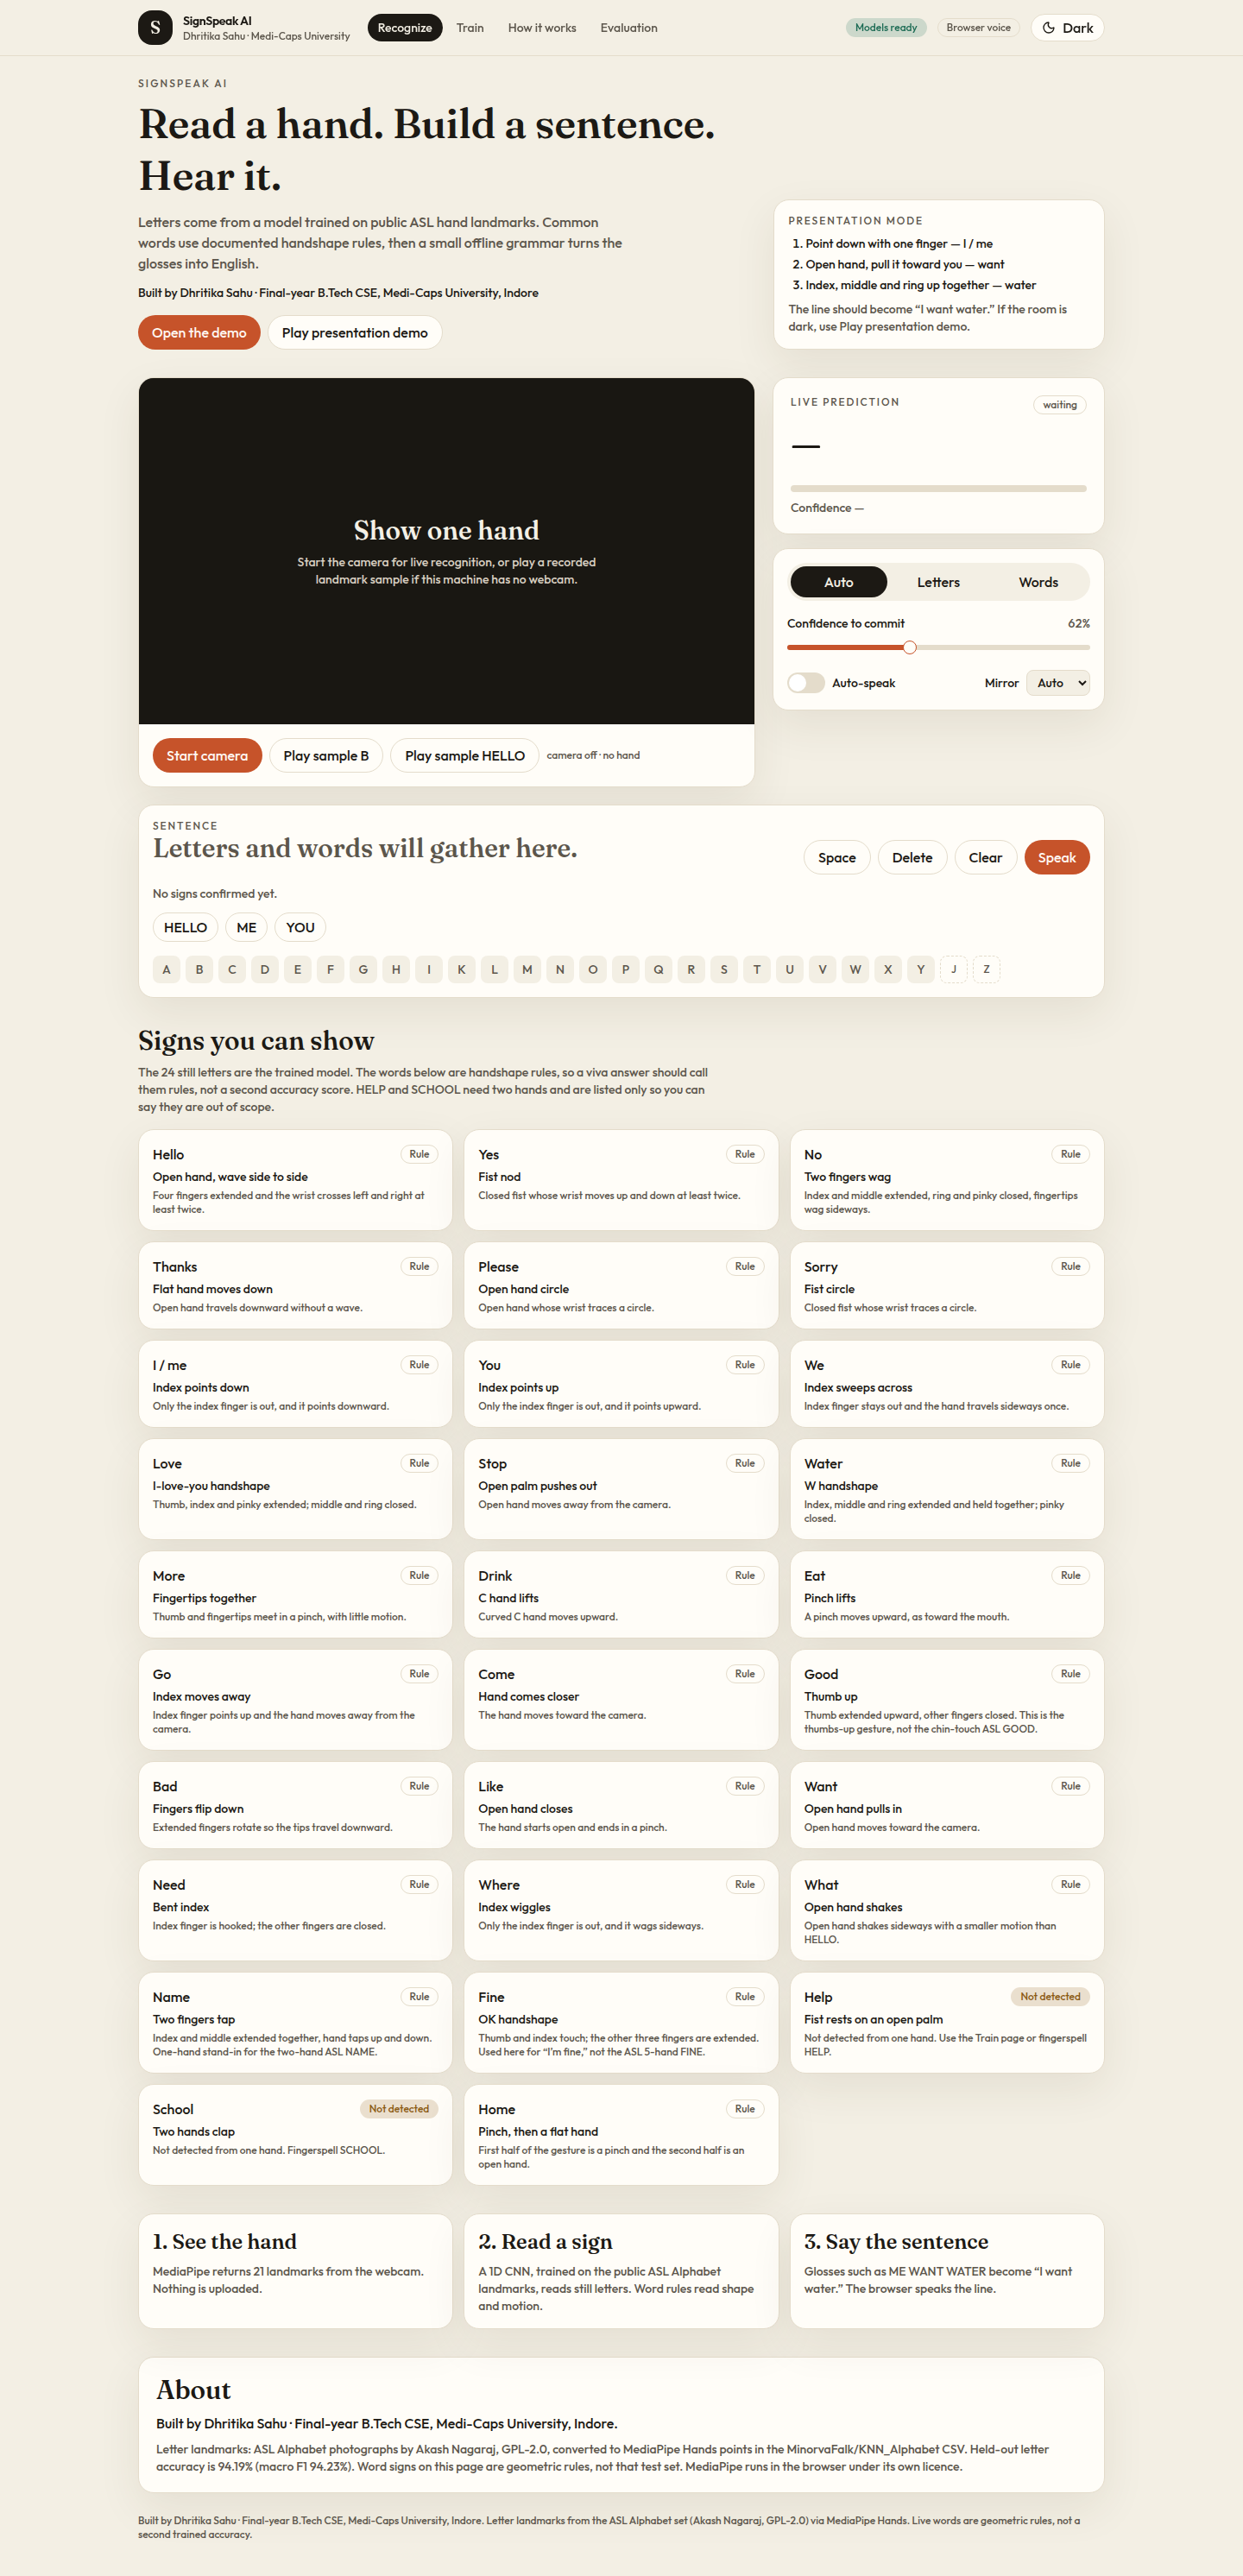 S
SignSpeak AI
Dhritika Sahu · Medi-Caps University
Recognize
Train
How it works
Evaluation
Models ready
Browser voice
Dark
SIGNSPEAK AI
Read a hand. Build a sentence.
Hear it.
Letters come from a model trained on public ASL hand landmarks. Common
words use documented handshape rules, then a small offline grammar turns the
glosses into English.
Built by Dhritika Sahu · Final-year B.Tech CSE, Medi-Caps University, Indore
Open the demo
Play presentation demo
PRESENTATION MODE
1. Point down with one finger — I / me
2. Open hand, pull it toward you — want
3. Index, middle and ring up together — water
The line should become “I want water.” If the room is
dark, use Play presentation demo.
Show one hand
Start the camera for live recognition, or play a recorded
landmark sample if this machine has no webcam.
Start camera
Play sample B
Play sample HELLO
camera off · no hand
LIVE PREDICTION
waiting
—
Confidence —
Auto
Letters
Words
Confidence to commit
62%
Auto-speak
Mirror
Auto
SENTENCE
Letters and words will gather here.
Space
Delete
Clear
Speak
No signs confirmed yet.
HELLO
ME
YOU
A B C D E F G H I K L M N O P Q R S T U V W X Y J Z
Signs you can show
The 24 still letters are the trained model. The words below are handshape rules, so a viva answer should call
them rules, not a second accuracy score. HELP and SCHOOL need two hands and are listed only so you can
say they are out of scope.
Hello
Rule
Open hand, wave side to side
Four fingers extended and the wrist crosses left and right at
least twice.
Yes
Rule
Fist nod
Closed fist whose wrist moves up and down at least twice.
No
Rule
Two fingers wag
Index and middle extended, ring and pinky closed, fingertips
wag sideways.
Thanks
Rule
Flat hand moves down
Open hand travels downward without a wave.
Please
Rule
Open hand circle
Open hand whose wrist traces a circle.
Sorry
Rule
Fist circle
Closed fist whose wrist traces a circle.
I / me
Rule
Index points down
Only the index finger is out, and it points downward.
You
Rule
Index points up
Only the index finger is out, and it points upward.
We
Rule
Index sweeps across
Index finger stays out and the hand travels sideways once.
Love
Rule
I-love-you handshape
Thumb, index and pinky extended; middle and ring closed.
Stop
Rule
Open palm pushes out
Open hand moves away from the camera.
Water
Rule
W handshape
Index, middle and ring extended and held together; pinky
closed.
More
Rule
Fingertips together
Thumb and fingertips meet in a pinch, with little motion.
Drink
Rule
C hand lifts
Curved C hand moves upward.
Eat
Rule
Pinch lifts
A pinch moves upward, as toward the mouth.
Go
Rule
Index moves away
Index finger points up and the hand moves away from the
camera.
Come
Rule
Hand comes closer
The hand moves toward the camera.
Good
Rule
Thumb up
Thumb extended upward, other fingers closed. This is the
thumbs-up gesture, not the chin-touch ASL GOOD.
Bad
Rule
Fingers flip down
Extended fingers rotate so the tips travel downward.
Like
Rule
Open hand closes
The hand starts open and ends in a pinch.
Want
Rule
Open hand pulls in
Open hand moves toward the camera.
Need
Rule
Bent index
Index finger is hooked; the other fingers are closed.
Where
Rule
Index wiggles
Only the index finger is out, and it wags sideways.
What
Rule
Open hand shakes
Open hand shakes sideways with a smaller motion than
HELLO.
Name
Rule
Two fingers tap
Index and middle extended together, hand taps up and down.
One-hand stand-in for the two-hand ASL NAME.
Fine
Rule
OK handshape
Thumb and index touch; the other three fingers are extended.
Used here for “I’m fine,” not the ASL 5-hand FINE.
Help
Not detected
Fist rests on an open palm
Not detected from one hand. Use the Train page or fingerspell
HELP.
School
Not detected
Two hands clap
Not detected from one hand. Fingerspell SCHOOL.
Home
Rule
Pinch, then a flat hand
First half of the gesture is a pinch and the second half is an
open hand.
1. See the hand
MediaPipe returns 21 landmarks from the webcam.
Nothing is uploaded.
2. Read a sign
A 1D CNN, trained on the public ASL Alphabet
landmarks, reads still letters. Word rules read shape
and motion.
3. Say the sentence
Glosses such as ME WANT WATER become “I want
water.” The browser speaks the line.
About
Built by Dhritika Sahu · Final-year B.Tech CSE, Medi-Caps University, Indore.
Letter landmarks: ASL Alphabet photographs by Akash Nagaraj, GPL-2.0, converted to MediaPipe Hands points in the MinorvaFalk/KNN_Alphabet CSV. Held-out letter
accuracy is 94.19% (macro F1 94.23%). Word signs on this page are geometric rules, not that test set. MediaPipe runs in the browser under its own licence.
Built by Dhritika Sahu · Final-year B.Tech CSE, Medi-Caps University, Indore. Letter landmarks from the ASL Alphabet set (Akash Nagaraj, GPL-2.0) via MediaPipe Hands. Live words are geometric rules, not a
second trained accuracy.